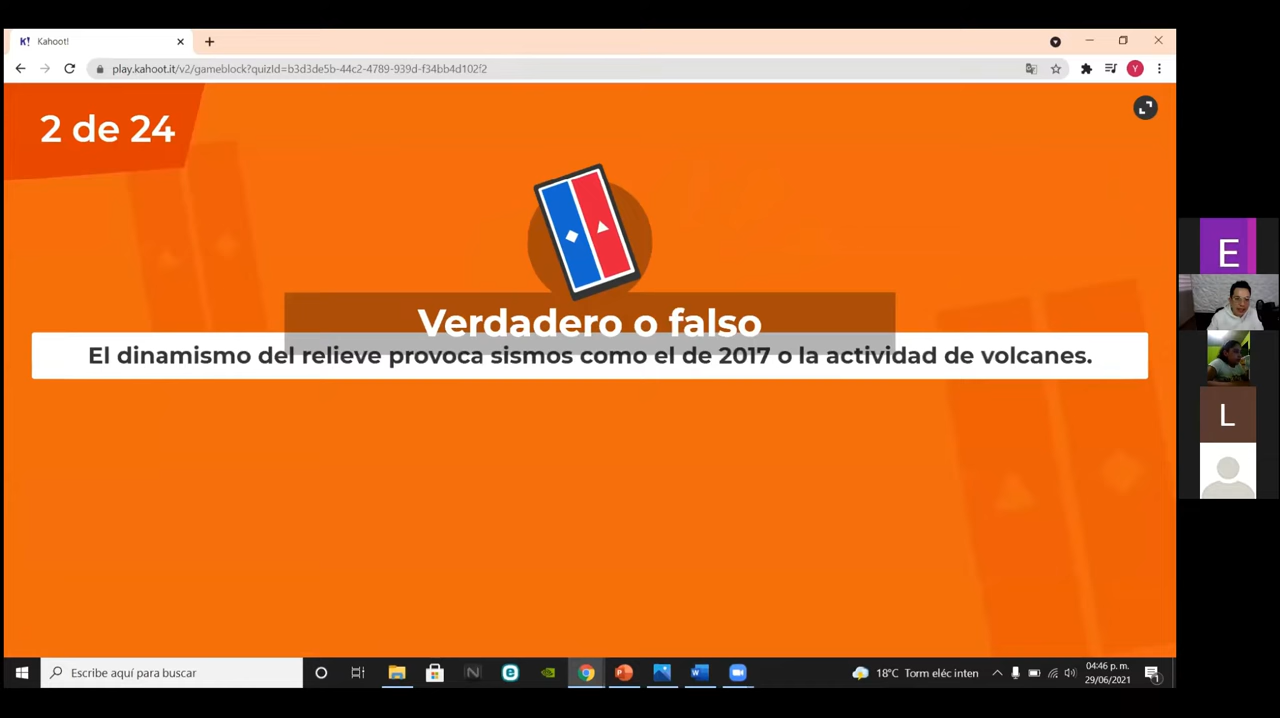 Kahoot!
play.kahoot.it/v2/gameblock?quizId=b3d3de5b-44c2-4789-939d-f34bb4d102f2
Y
2 de 24
Verdadero o falso
El dinamismo del relieve provoca sismos como el de 2017 o la actividad de volcanes.
E
L
Escribe aquí para buscar
18°C Torm eléc inten
04:46 p. m.
29/06/2021
1